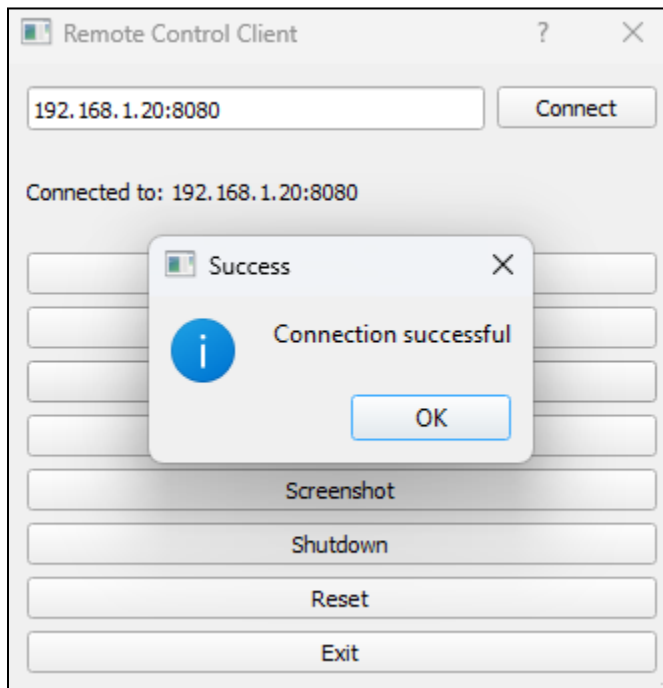 Remote Control Client ?
192.168.1.20:8080 Connect
Connected to: 192.168.1.20:8080
Success
Connection successful
OK
Screenshot
Shutdown
Reset
Exit